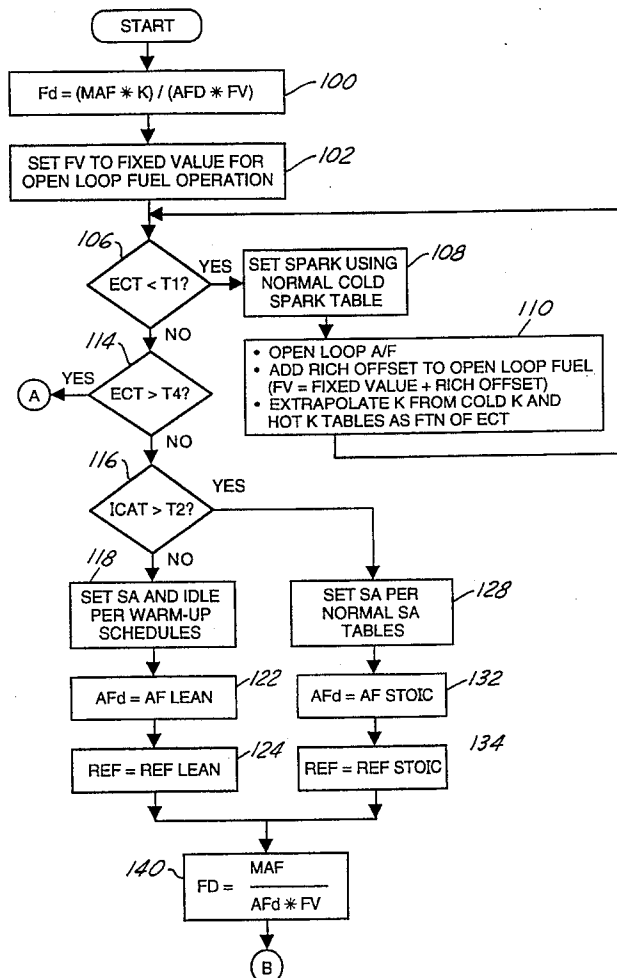 START
Fd = (MAF * K) / (AFD * FV)
100
SET FV TO FIXED VALUE FOR
OPEN LOOP FUEL OPERATION
102
106
ECT < T1?
YES
SET SPARK USING
NORMAL COLD
SPARK TABLE
108
NO
110
• OPEN LOOP A/F
• ADD RICH OFFSET TO OPEN LOOP FUEL
(FV = FIXED VALUE + RICH OFFSET)
• EXTRAPOLATE K FROM COLD K AND
HOT K TABLES AS FTN OF ECT
114
A
YES
ECT > T4?
NO
116
ICAT > T2?
YES
NO
118
SET SA AND IDLE
PER WARM-UP
SCHEDULES
SET SA PER
NORMAL SA
TABLES
128
AFd = AF LEAN
122
AFd = AF STOIC
132
REF = REF LEAN
124
REF = REF STOIC
134
140
FD = MAF
AFd * FV
B